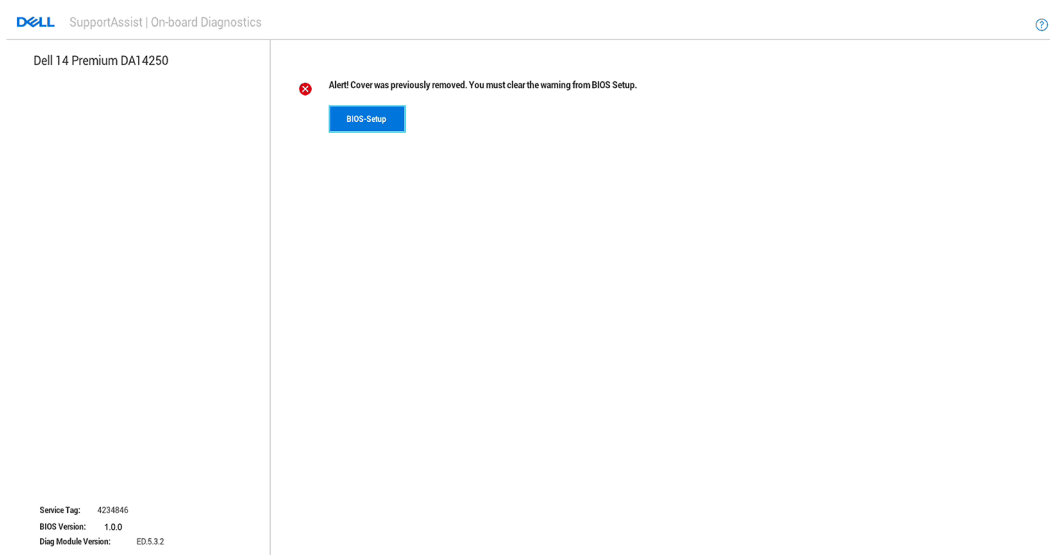 DELL SupportAssist | On-board Diagnostics
?
Dell 14 Premium DA14250
Alert! Cover was previously removed. You must clear the warning from BIOS Setup.
BIOS-Setup
Service Tag: 4234846
BIOS Version: 1.0.0
Diag Module Version: ED.5.3.2